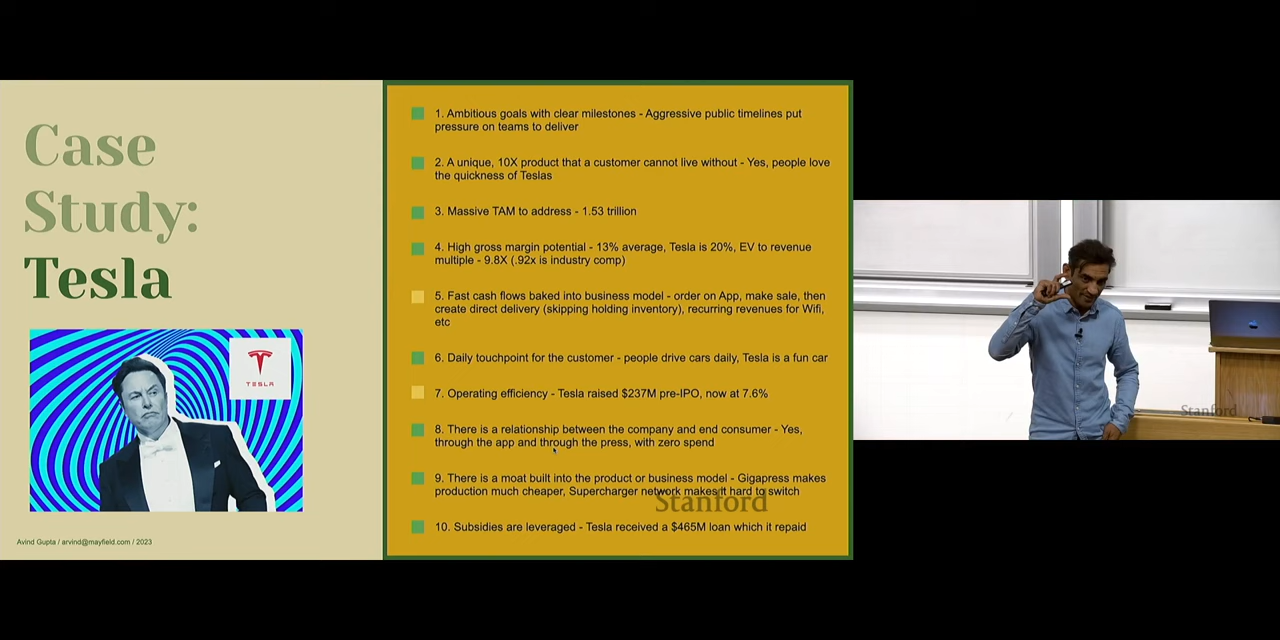 Case
Study:
Tesla
TESLA
Avind Gupta / arvind@mayfield.com / 2023
1. Ambitious goals with clear milestones - Aggressive public timelines put
pressure on teams to deliver
2. A unique, 10X product that a customer cannot live without - Yes, people love
the quickness of Teslas
3. Massive TAM to address - 1.53 trillion
4. High gross margin potential - 13% average, Tesla is 20%, EV to revenue
multiple - 9.8X (.92x is industry comp)
5. Fast cash flows baked into business model - order on App, make sale, then
create direct delivery (skipping holding inventory), recurring revenues for Wifi,
etc
6. Daily touchpoint for the customer - people drive cars daily, Tesla is a fun car
7. Operating efficiency - Tesla raised $237M pre-IPO, now at 7.6%
8. There is a relationship between the company and end consumer - Yes,
through the app and through the press, with zero spend
9. There is a moat built into the product or business model - Gigapress makes
production much cheaper, Supercharger network makes it hard to switch
Stanford
10. Subsidies are leveraged - Tesla received a $465M loan which it repaid
Stanford